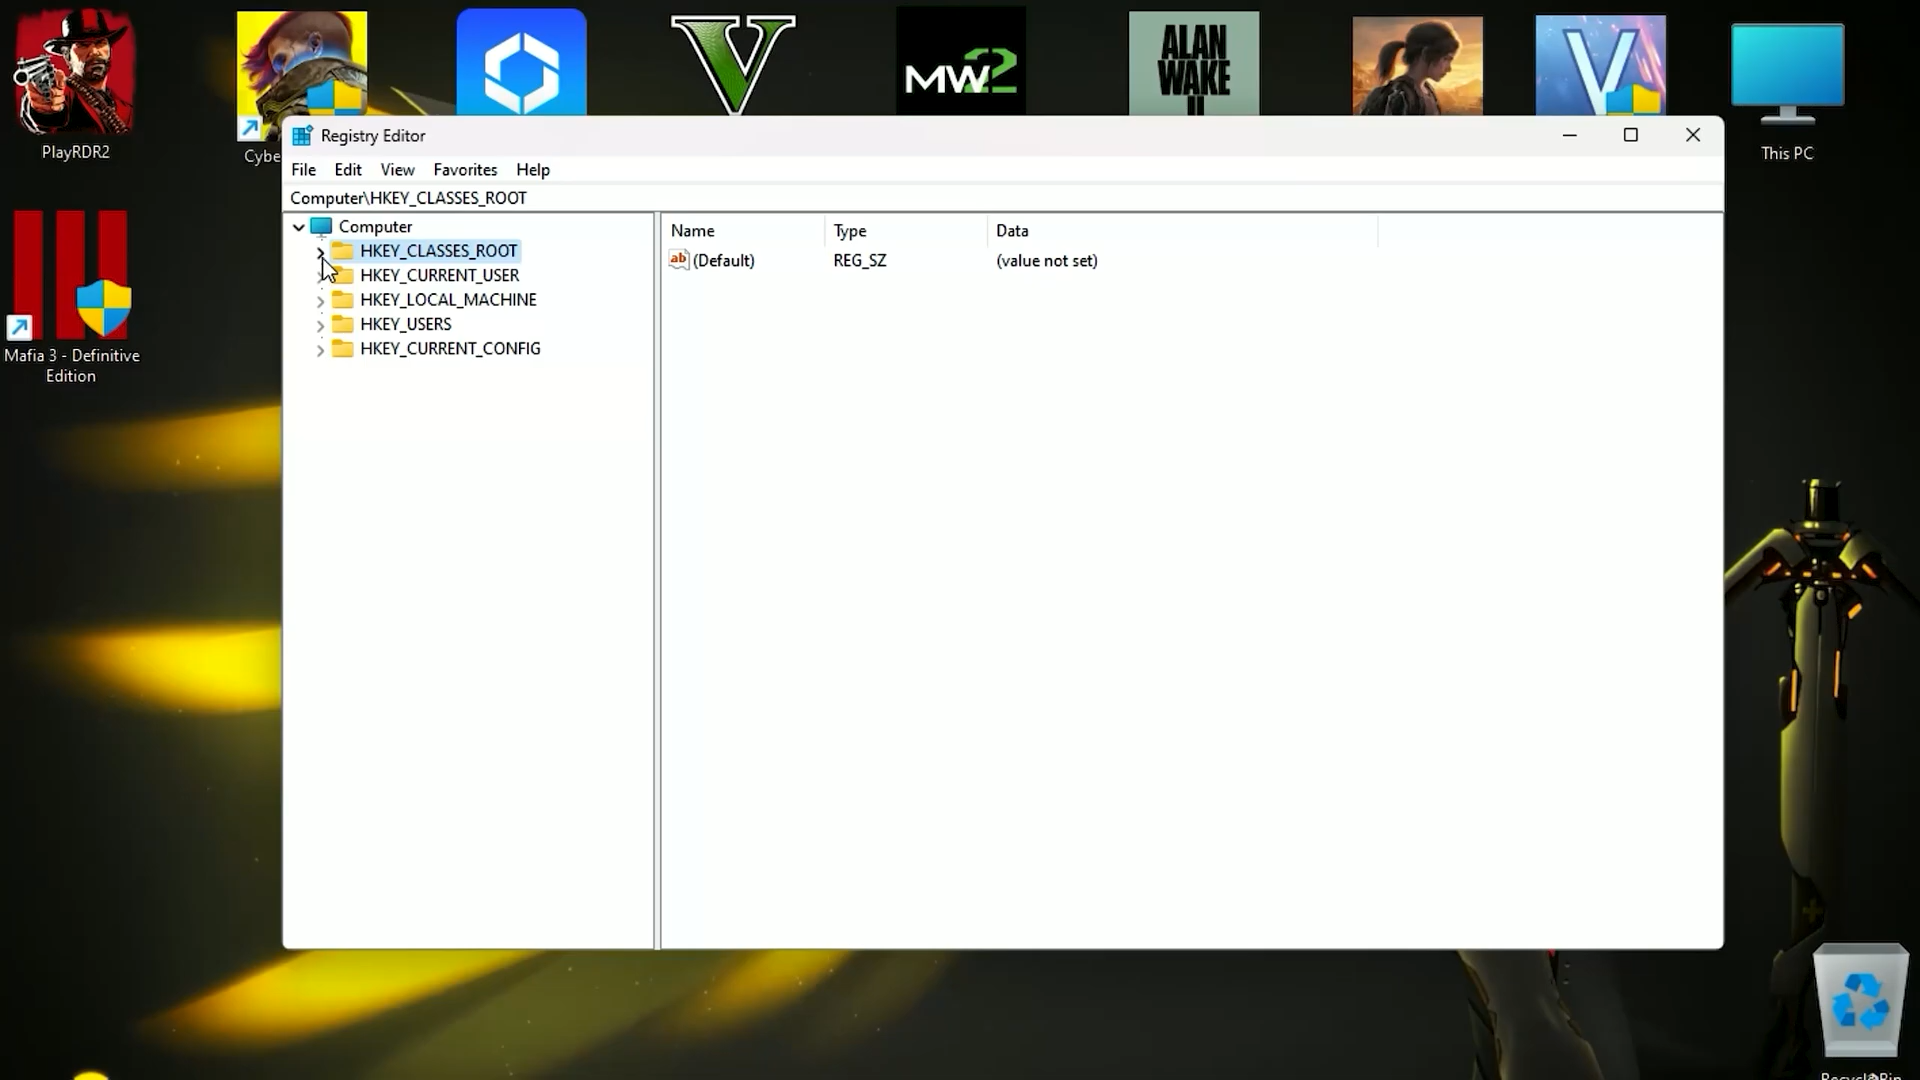 V
MW2
ALAN
WAKE
II
V
PlayRDR2
Cybe
This PC
Registry Editor
File Edit View Favorites Help
Computer\HKEY_CLASSES_ROOT
Computer
HKEY_CLASSES_ROOT
HKEY_CURRENT_USER
HKEY_LOCAL_MACHINE
HKEY_USERS
HKEY_CURRENT_CONFIG
Name Type Data
ab (Default) REG_SZ (value not set)
Mafia 3 - Definitive
Edition